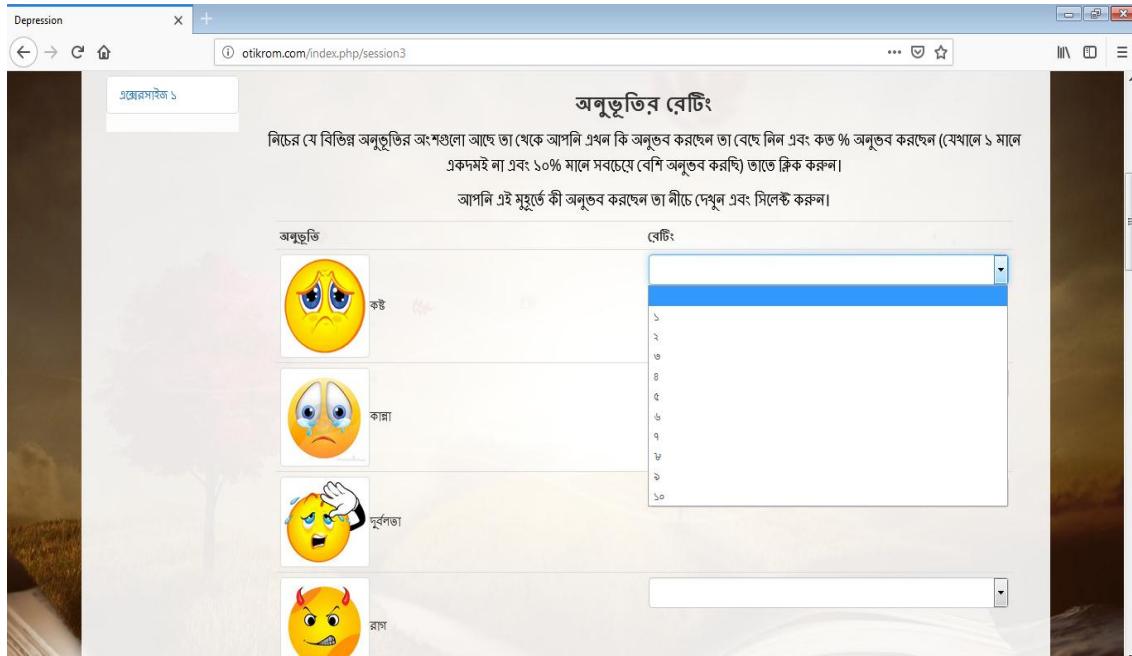 Depression
otikrom.com/index.php/session3
এক্সেরসাইজ ১
অনুভূতির রেটিং
নিচের যে বিভিন্ন অনুভূতির অংশগুলো আছে তা থেকে আপনি এখন কি অনুভব করছেন তা বেছে নিন এবং কত % অনুভব করছেন ((যেখানে ১ মানে
একদমই না এবং ১০% মানে সবচেয়ে বেশি অনুভব করছি) তাতে ক্লিক করুন।
আপনি এই মুহূর্তে কী অনুভব করছেন তা নীচে দেখুন এবং সিলেক্ট করুন।
অনুভূতি রেটিং
কষ্ট
১
২
৩
৪
৫
৬
৭
৮
৯
১০
কান্না
দুর্বলতা
রাগ